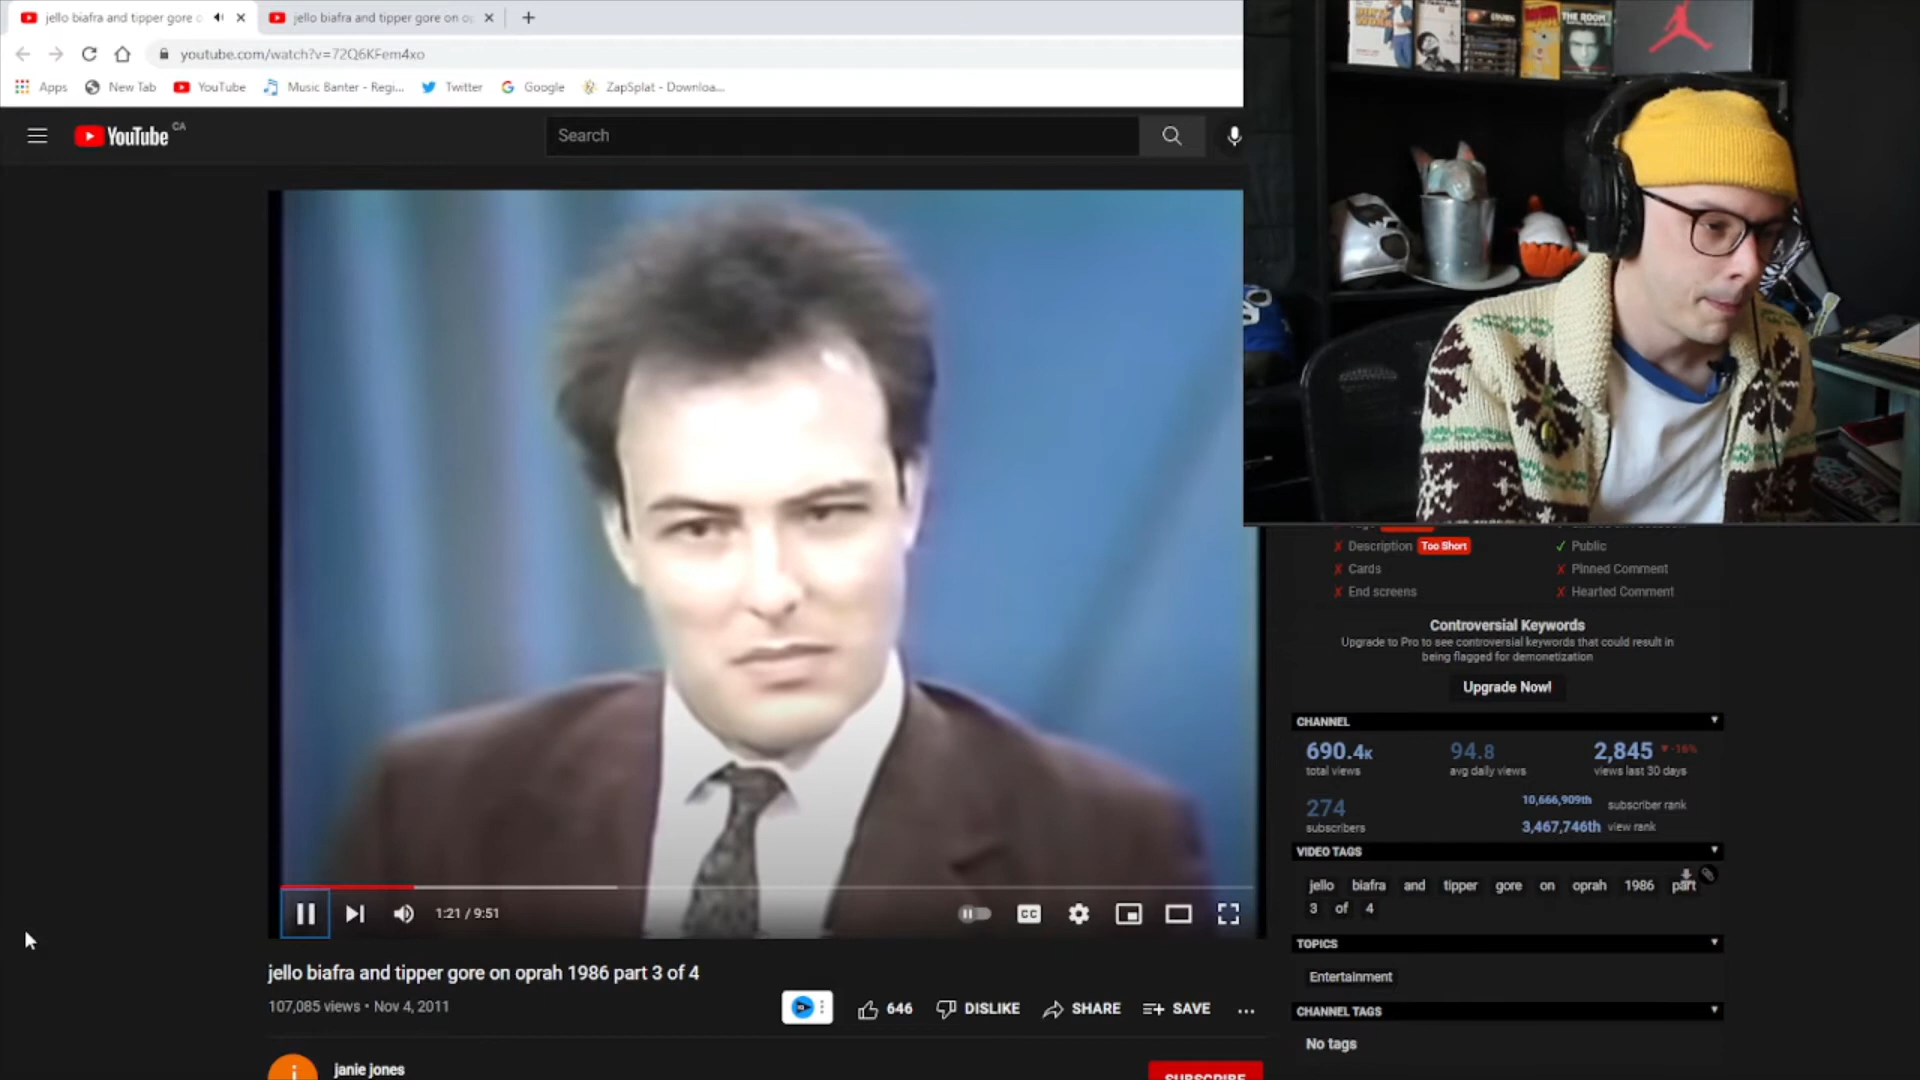 jello biafra and tipper gore o
jello biafra and tipper gore on o
youtube.com/watch?v=72Q6KFem4xo
Apps
New Tab
YouTube
Music Banter - Regi...
Twitter
Google
ZapSplat - Downloa...
YouTube CA
Search
THE ROOM
Description Too Short
Public
Cards
Pinned Comment
End screens
Hearted Comment
Controversial Keywords
Upgrade to Pro to see controversial keywords that could result in
being flagged for demonetization
Upgrade Now!
CHANNEL
690.4K 94.8 2,845 -16%
total views avg daily views views last 30 days
274 10,666,909th subscriber rank
subscribers 3,467,746th view rank
VIDEO TAGS
jello biafra and tipper gore on oprah 1986 part
3 of 4
TOPICS
Entertainment
CHANNEL TAGS
No tags
1:21 / 9:51
CC
jello biafra and tipper gore on oprah 1986 part 3 of 4
107,085 views • Nov 4, 2011
646
DISLIKE
SHARE
SAVE
j
janie jones
SUBSCRIBE